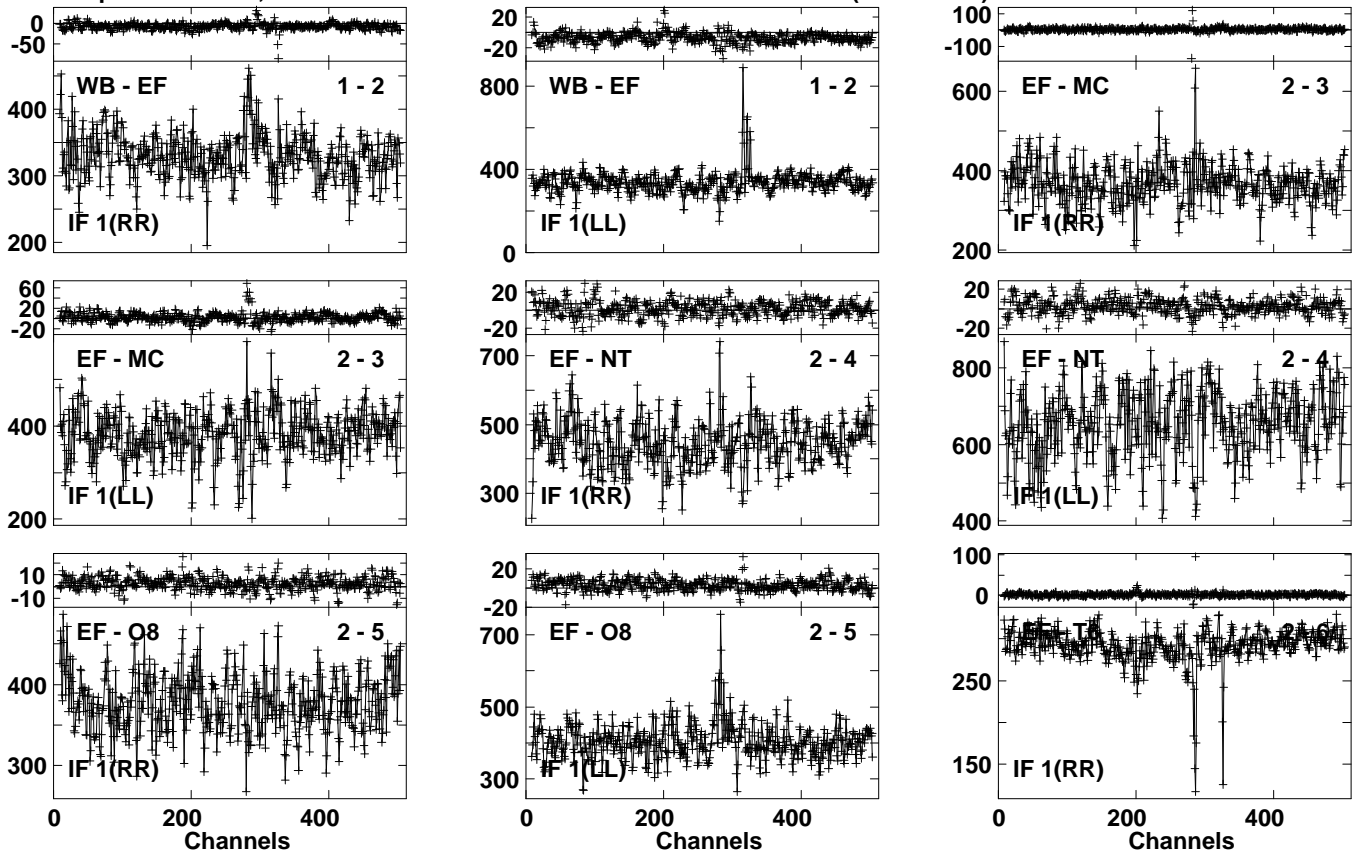 0
-50
WB - EF 1 - 2
400
300
200
IF 1(RR)
20
-20
WB - EF 1 - 2
800
400
0
IF 1(LL)
100
-100
EF - MC 2 - 3
600
400
200
IF 1(RR)
60
20
-20
EF - MC 2 - 3
400
200
IF 1(LL)
20
-20
EF - NT 2 - 4
700
500
300
IF 1(RR)
20
-20
EF - NT 2 - 4
800
600
400
IF 1(LL)
10
-10
EF - O8 2 - 5
400
300
IF 1(RR)
0 200 400
Channels
20
-20
EF - O8 2 - 5
700
500
300
IF 1(LL)
0 200 400
Channels
100
0
250
150
IF 1(RR)
0 200 400
Channels